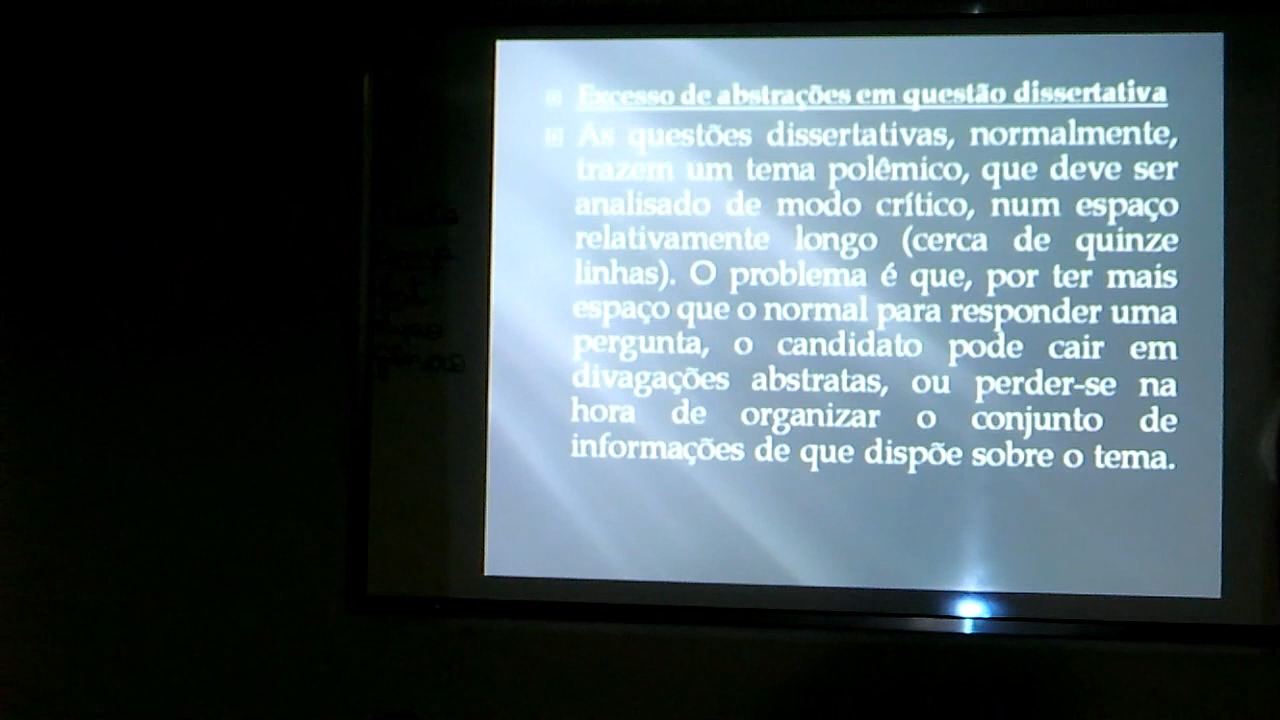 Excesso de abstrações em questão dissertativa
As questões dissertativas, normalmente,
trazem um tema polêmico, que deve ser
analisado de modo crítico, num espaço
relativamente longo (cerca de quinze
linhas). O problema é que, por ter mais
espaço que o normal para responder uma
pergunta, o candidato pode cair em
divagações abstratas, ou perder-se na
hora de organizar o conjunto de
informações de que dispõe sobre o tema.